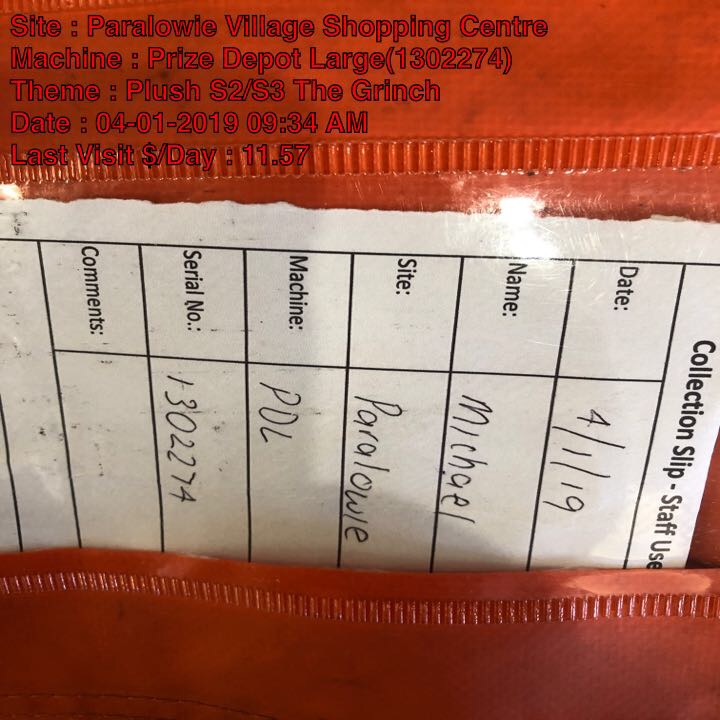 Site : Paralowie Village Shopping Centre
Machine : Prize Depot Large(1302274)
Theme : Plush S2/S3 The Grinch
Date : 04-01-2019 09:34 AM
Last Visit $/Day : 11.57
Collection Slip - Staff Use
Date: 4/1/19
Name: Michael
Site: Paralowie
Machine: PDL
Serial No.: 1302274
Comments: